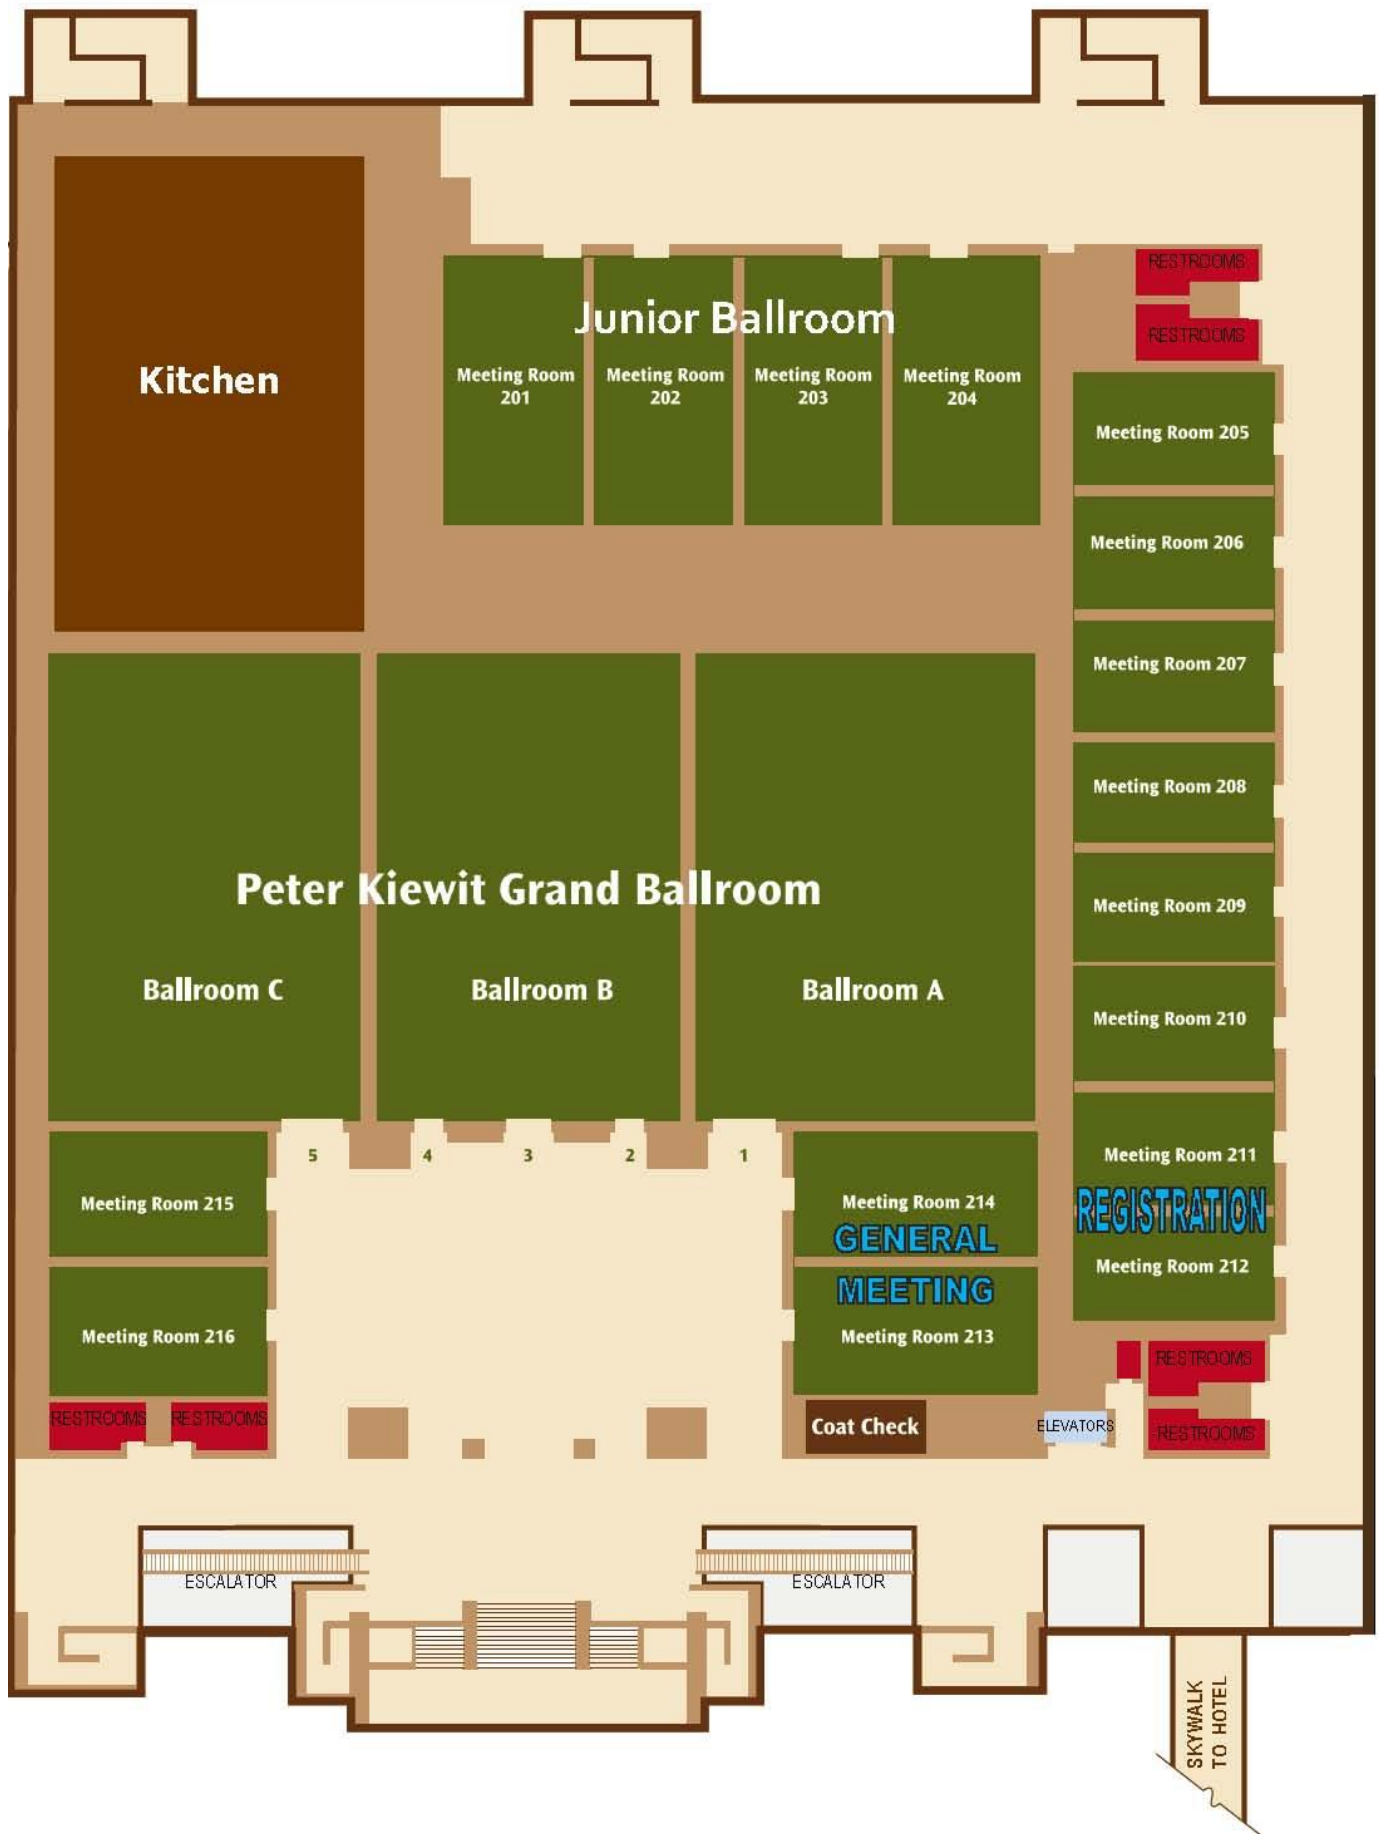 RESTROOMS
RESTROOMS
Junior Ballroom
Kitchen
Meeting Room
201
Meeting Room
202
Meeting Room
203
Meeting Room
204
Meeting Room 205
Meeting Room 206
Meeting Room 207
Meeting Room 208
Peter Kiewit Grand Ballroom
Meeting Room 209
Ballroom C
Ballroom B
Ballroom A
Meeting Room 210
5
4
3
2
1
Meeting Room 211
Meeting Room 215
Meeting Room 214
REGISTRATION
GENERAL
MEETING
Meeting Room 212
Meeting Room 216
Meeting Room 213
RESTROOMS
RESTROOMS
RESTROOMS
Coat Check
ELEVATORS
RESTROOMS
ESCALATOR
ESCALATOR
SKYWALK
TO HOTEL